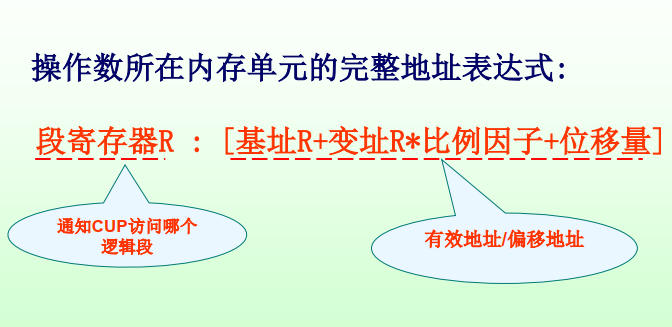 操作数所在内存单元的完整地址表达式:
段寄存器R : [基址R+变址R*比例因子+位移量]
通知CUP访问哪个
逻辑段
有效地址/偏移地址